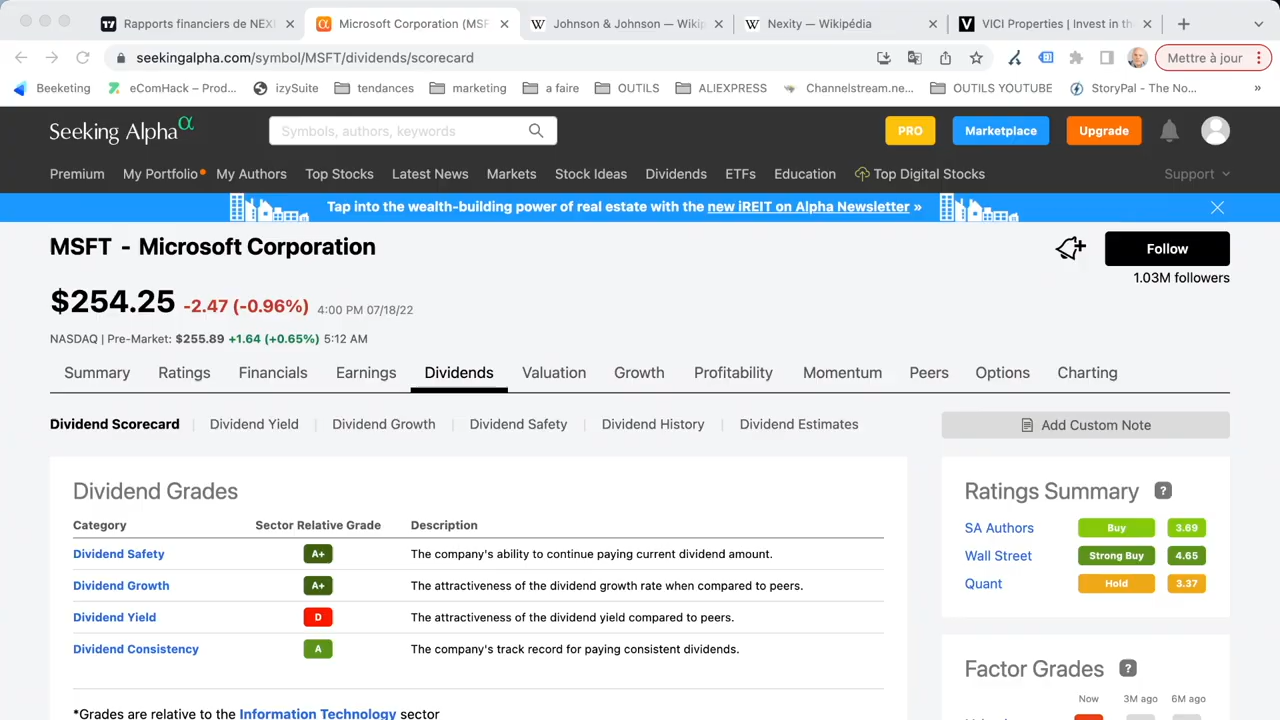 Rapports financiers de NEXI
Microsoft Corporation (MSF
Johnson & Johnson — Wikip
Nexity — Wikipédia
VICI Properties | Invest in th
seekingalpha.com/symbol/MSFT/dividends/scorecard
Mettre à jour
Beeketing
eComHack – Prod...
izySuite
tendances
marketing
a faire
OUTILS
ALIEXPRESS
Channelstream.ne...
OUTILS YOUTUBE
StoryPal - The No...
»
Seeking Alpha α
Symbols, authors, keywords
PRO
Marketplace
Upgrade
Premium
My Portfolio
My Authors
Top Stocks
Latest News
Markets
Stock Ideas
Dividends
ETFs
Education
Top Digital Stocks
Support
Tap into the wealth-building power of real estate with the new iREIT on Alpha Newsletter »
MSFT - Microsoft Corporation
Follow
1.03M followers
$254.25 -2.47 (-0.96%) 4:00 PM 07/18/22
NASDAQ | Pre-Market: $255.89 +1.64 (+0.65%) 5:12 AM
Summary
Ratings
Financials
Earnings
Dividends
Valuation
Growth
Profitability
Momentum
Peers
Options
Charting
Dividend Scorecard
Dividend Yield
Dividend Growth
Dividend Safety
Dividend History
Dividend Estimates
Add Custom Note
Dividend Grades
Category Sector Relative Grade Description
Dividend Safety A+ The company's ability to continue paying current dividend amount.
Dividend Growth A+ The attractiveness of the dividend growth rate when compared to peers.
Dividend Yield D The attractiveness of the dividend yield compared to peers.
Dividend Consistency A The company's track record for paying consistent dividends.
*Grades are relative to the Information Technology sector
Ratings Summary ?
SA Authors Buy 3.69
Wall Street Strong Buy 4.65
Quant Hold 3.37
Factor Grades ?
Now 3M ago 6M ago